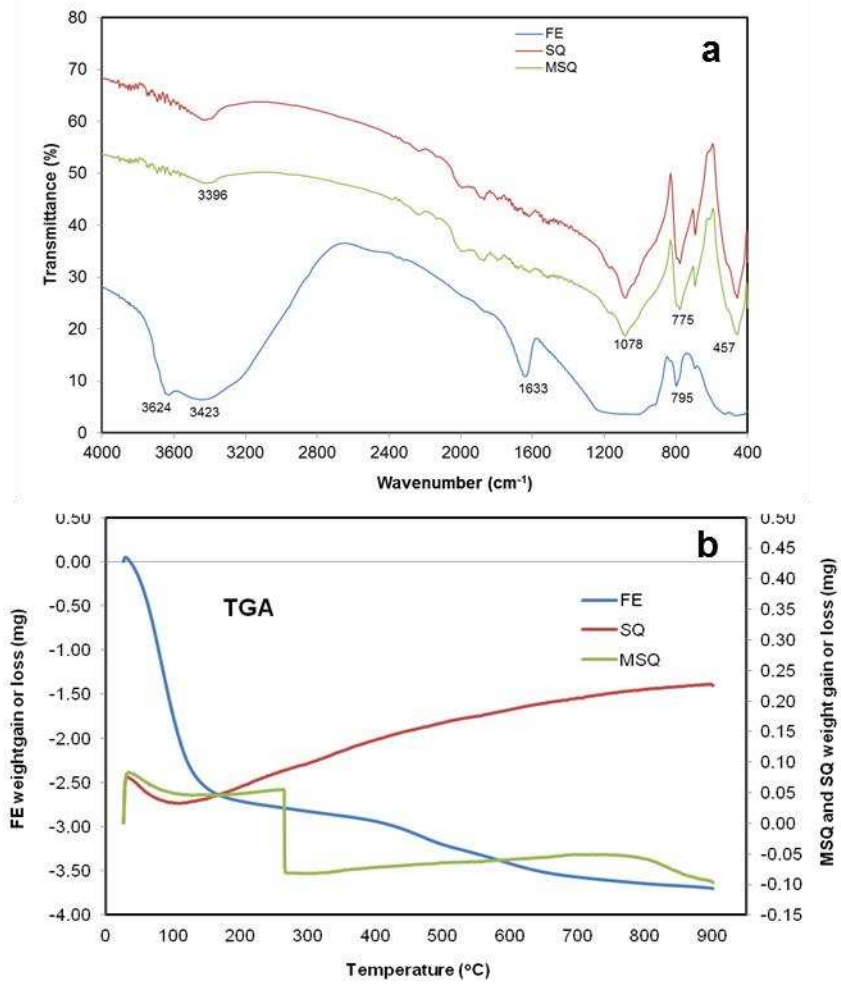 80
70
60
50
40
30
20
10
0
Transmittance (%)
FE
SQ
MSQ
a
3396
3624
3423
1633
1078
775
795
457
4000 3600 3200 2800 2400 2000 1600 1200 800 400
Wavenumber (cm⁻¹)
0.50
0.00
-0.50
-1.00
-1.50
-2.00
-2.50
-3.00
-3.50
-4.00
FE weightgain or loss (mg)
TGA
b
FE
SQ
MSQ
0.50
0.45
0.40
0.35
0.30
0.25
0.20
0.15
0.10
0.05
0.00
-0.05
-0.10
-0.15
MSQ and SQ weight gain or loss (mg)
0 100 200 300 400 500 600 700 800 900
Temperature (°C)